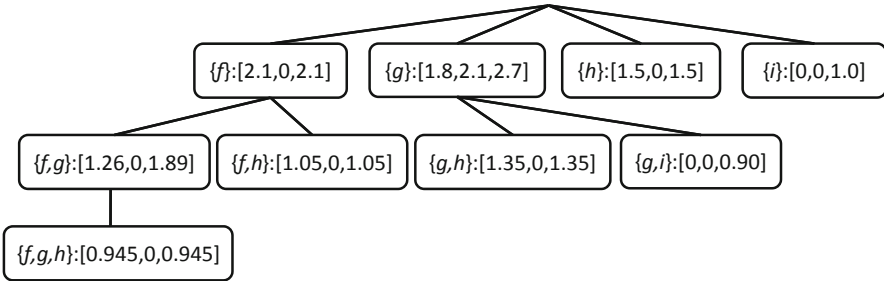 {f}:[2.1,0,2.1] {g}:[1.8,2.1,2.7] {h}:[1.5,0,1.5] {i}:[0,0,1.0]
{f,g}:[1.26,0,1.89] {f,h}:[1.05,0,1.05] {g,h}:[1.35,0,1.35] {g,i}:[0,0,0.90]
{f,g,h}:[0.945,0,0.945]